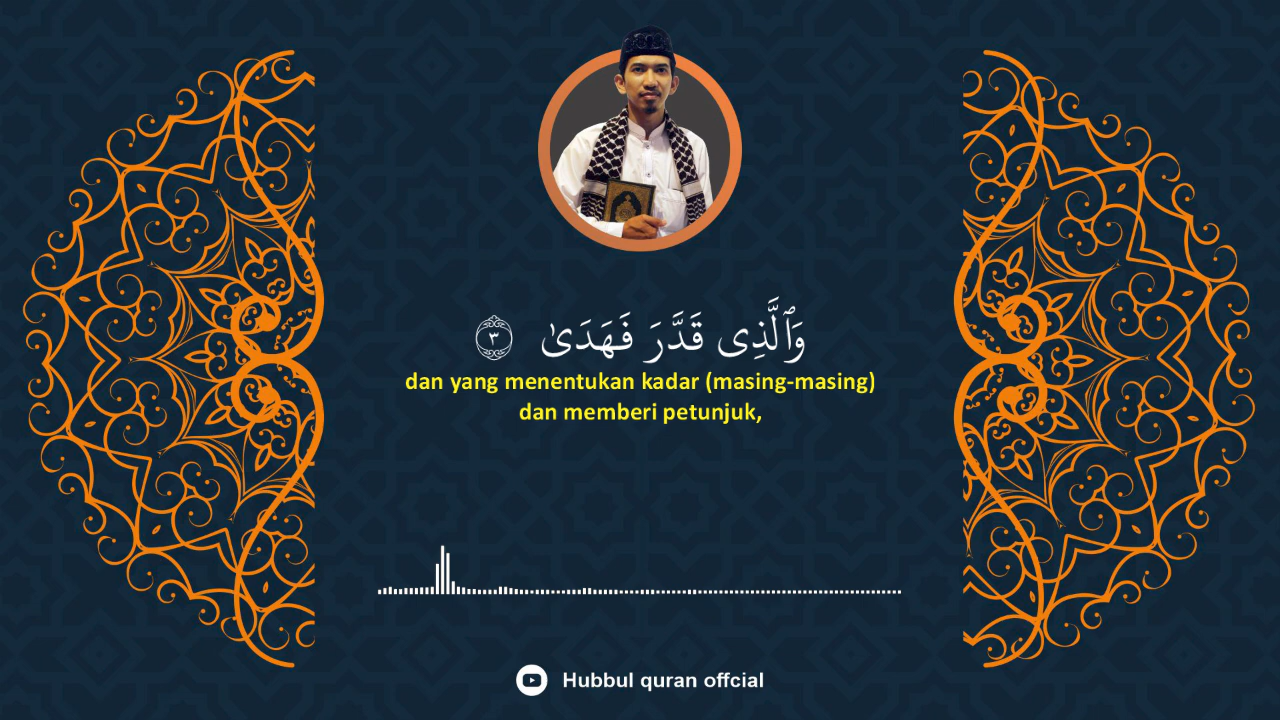 وَٱلَّذِى قَدَّرَ فَهَدَىٰ ٣
dan yang menentukan kadar (masing-masing)
dan memberi petunjuk,
Hubbul quran offcial